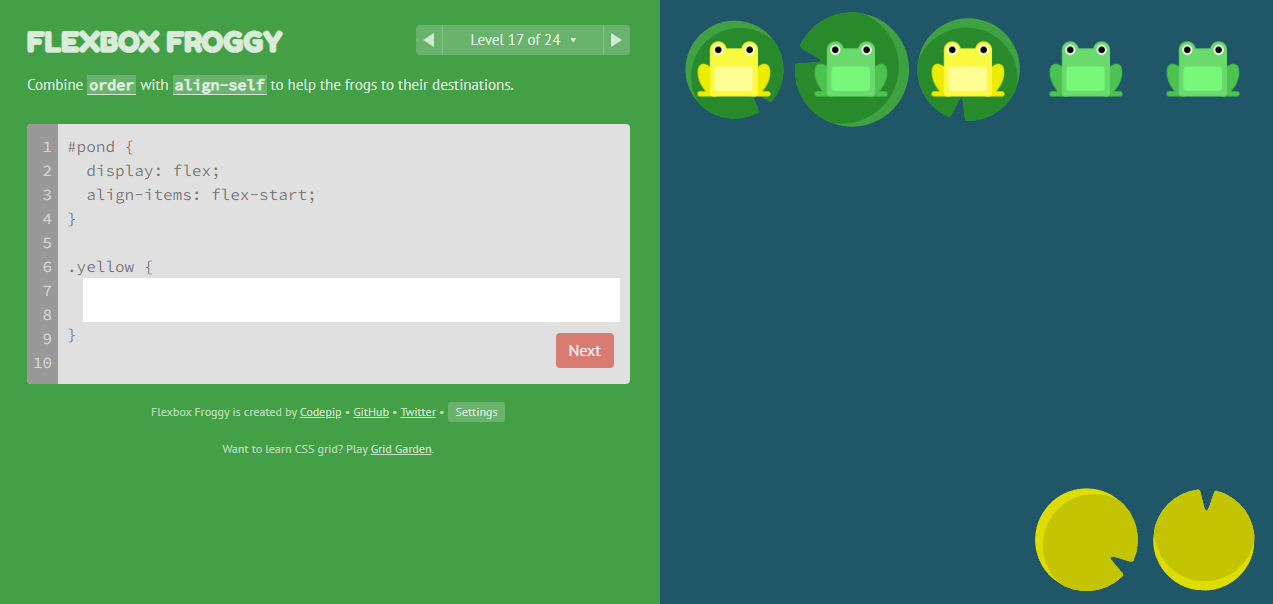 FLEXBOX FROGGY
Level 17 of 24
Combine order with align-self to help the frogs to their destinations.
1 #pond {
2 display: flex;
3 align-items: flex-start;
4 }
5
6 .yellow {
7
8
9 }
10
Next
Flexbox Froggy is created by Codepip • GitHub • Twitter • Settings
Want to learn CSS grid? Play Grid Garden.